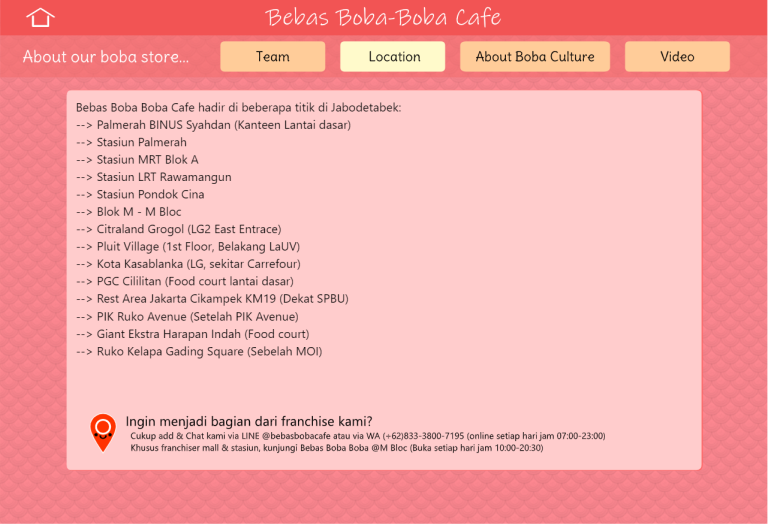 Bebas Boba-Boba Cafe
About our boba store...
Team
Location
About Boba Culture
Video
Bebas Boba Boba Cafe hadir di beberapa titik di Jabodetabek:
--> Palmerah BINUS Syahdan (Kanteen Lantai dasar)
--> Stasiun Palmerah
--> Stasiun MRT Blok A
--> Stasiun LRT Rawamangun
--> Stasiun Pondok Cina
--> Blok M - M Bloc
--> Citraland Grogol (LG2 East Entrace)
--> Pluit Village (1st Floor, Belakang LaUV)
--> Kota Kasablanka (LG, sekitar Carrefour)
--> PGC Cililitan (Food court lantai dasar)
--> Rest Area Jakarta Cikampek KM19 (Dekat SPBU)
--> PIK Ruko Avenue (Setelah PIK Avenue)
--> Giant Ekstra Harapan Indah (Food court)
--> Ruko Kelapa Gading Square (Sebelah MOI)
Ingin menjadi bagian dari franchise kami?
Cukup add & Chat kami via LINE @bebasbobacafe atau via WA (+62)833-3800-7195 (online setiap hari jam 07:00-23:00)
Khusus franchiser mall & stasiun, kunjungi Bebas Boba Boba @M Bloc (Buka setiap hari jam 10:00-20:30)